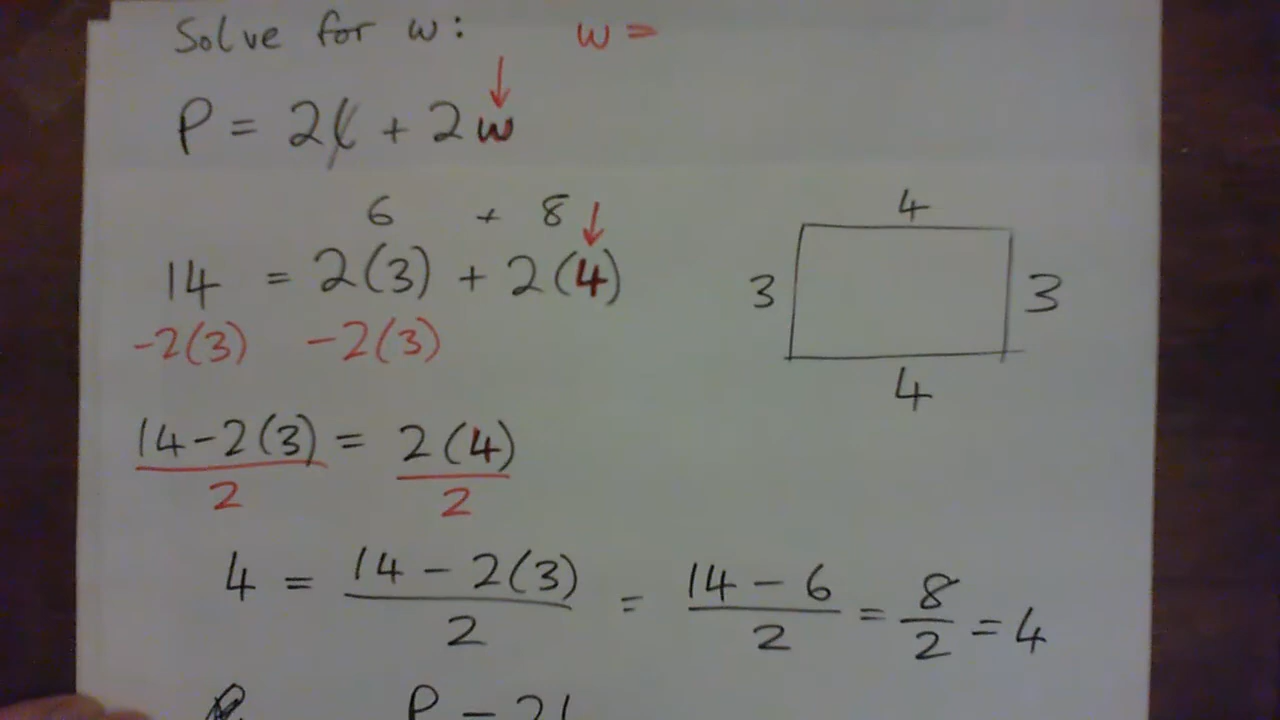 Solve for w: w =
P = 2l + 2w
6 + 8
14 = 2(3) + 2(4)
-2(3) -2(3)
14-2(3) = 2(4)
2 2
4 = 14 - 2(3) = 14 - 6 = 8 = 4
2 2 2
P - 2l
4
3 3
4